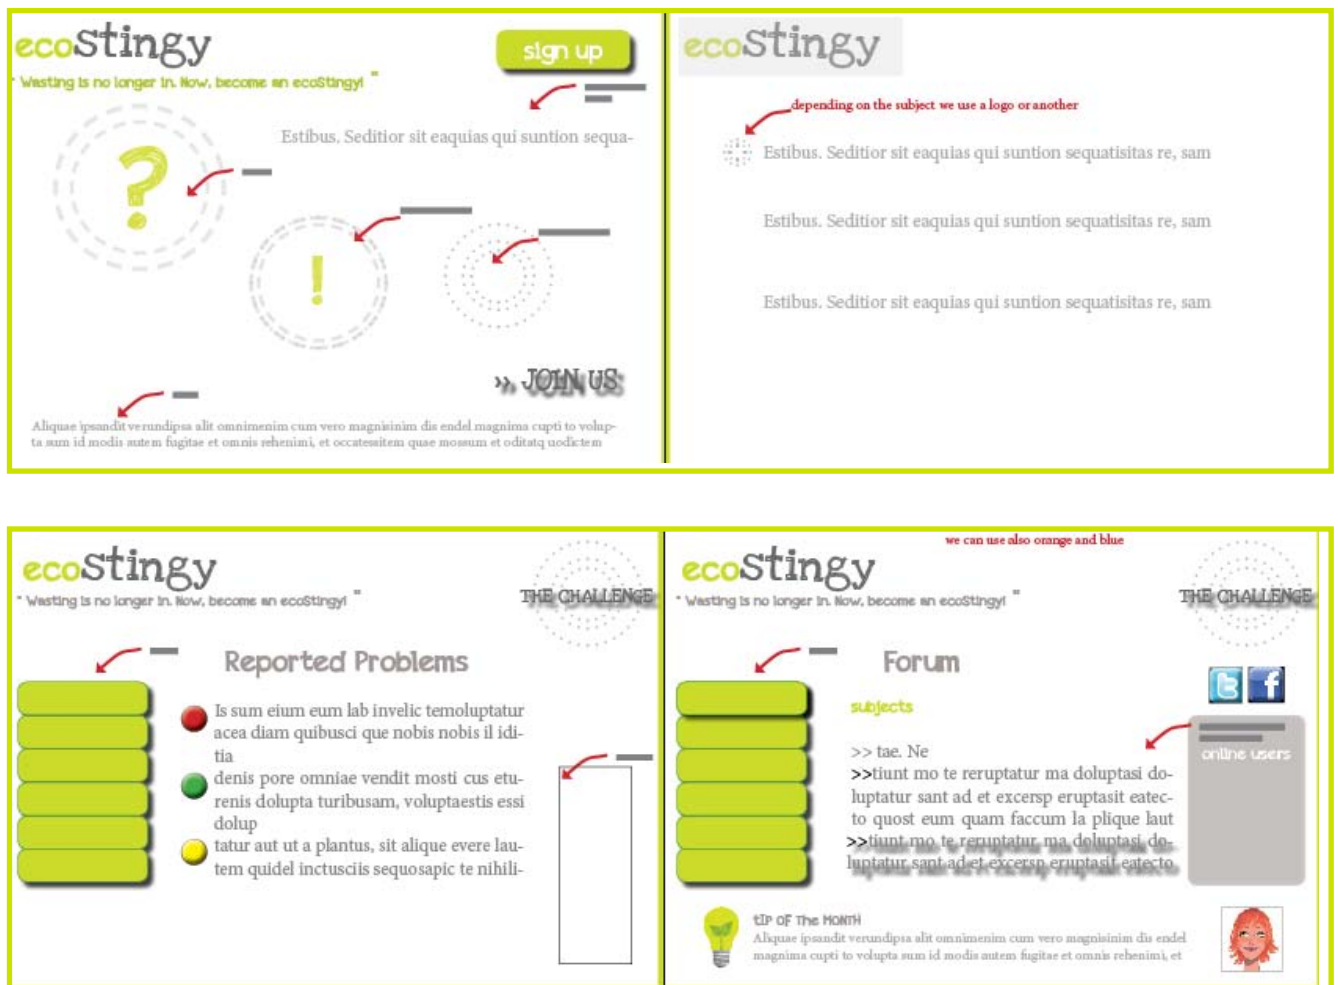 ecoStingy
sign up
" Wasting is no longer in. Now, become an ecoStingy! "
Estibus. Seditior sit eaquias qui suntion sequa-
?
!
>> JOIN US
Aliquae ipsandit verundipsa alit omnimenim cum vero magnisinim dis endel magnima cupti to volup-
ta sum id modis autem fugitae et omnis rehenimi, et occatessitem quae mossum et oditatq uodictem
ecoStingy
depending on the subject we use a logo or another
Estibus. Seditior sit eaquias qui suntion sequatisitas re, sam
Estibus. Seditior sit eaquias qui suntion sequatisitas re, sam
Estibus. Seditior sit eaquias qui suntion sequatisitas re, sam
ecoStingy
" Wasting is no longer in. Now, become an ecoStingy! "
THE CHALLENGE
Reported Problems
Is sum eium eum lab invelic temoluptatur
acea diam quibusci que nobis nobis il idi-
tia
denis pore omniae vendit mosti cus etu-
renis dolupta turibusam, voluptaestis essi
dolup
tatur aut ut a plantus, sit alique evere lau-
tem quidel inctusciis sequosapic te nihili-
we can use also orange and blue
ecoStingy
" Wasting is no longer in. Now, become an ecoStingy! "
THE CHALLENGE
Forum
t f
subjects
online users
>> tae. Ne
>>tiunt mo te reruptatur ma doluptasi do-
luptatur sant ad et excersp eruptasit eatec-
to quost eum quam faccum la plique laut
>>tiunt mo te reruptatur ma doluptasi do-
luptatur sant ad et excersp eruptasit eatecto
tIP OF The MONTH
Aliquae ipsandit verundipsa alit omnimenim cum vero magnisinim dis endel
magnima cupti to volupta sum id modis autem fugitae et omnis rehenimi, et